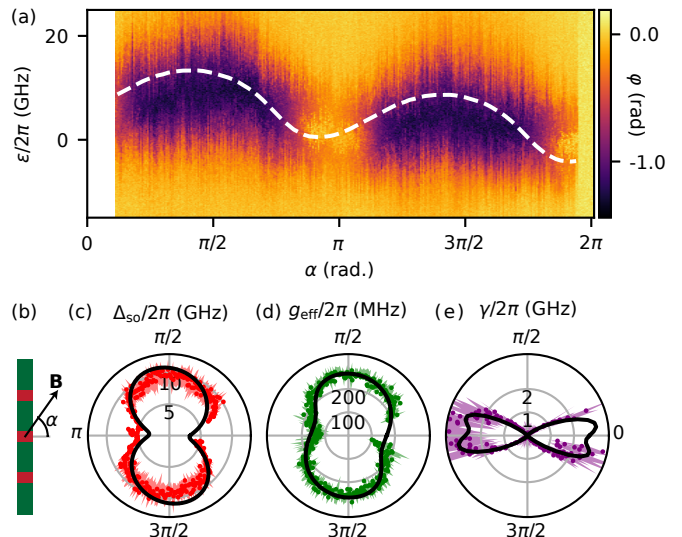 (a)
20
0
ε/2π (GHz)
0
π/2
π
3π/2
2π
α (rad.)
0.0
-1.0
φ (rad)
(b)
(c)
Δso/2π (GHz)
(d)
geff/2π (MHz)
(e)
γ/2π (GHz)
π/2
π/2
π/2
B
α
π
10
5
200
100
2
1
0
3π/2
3π/2
3π/2